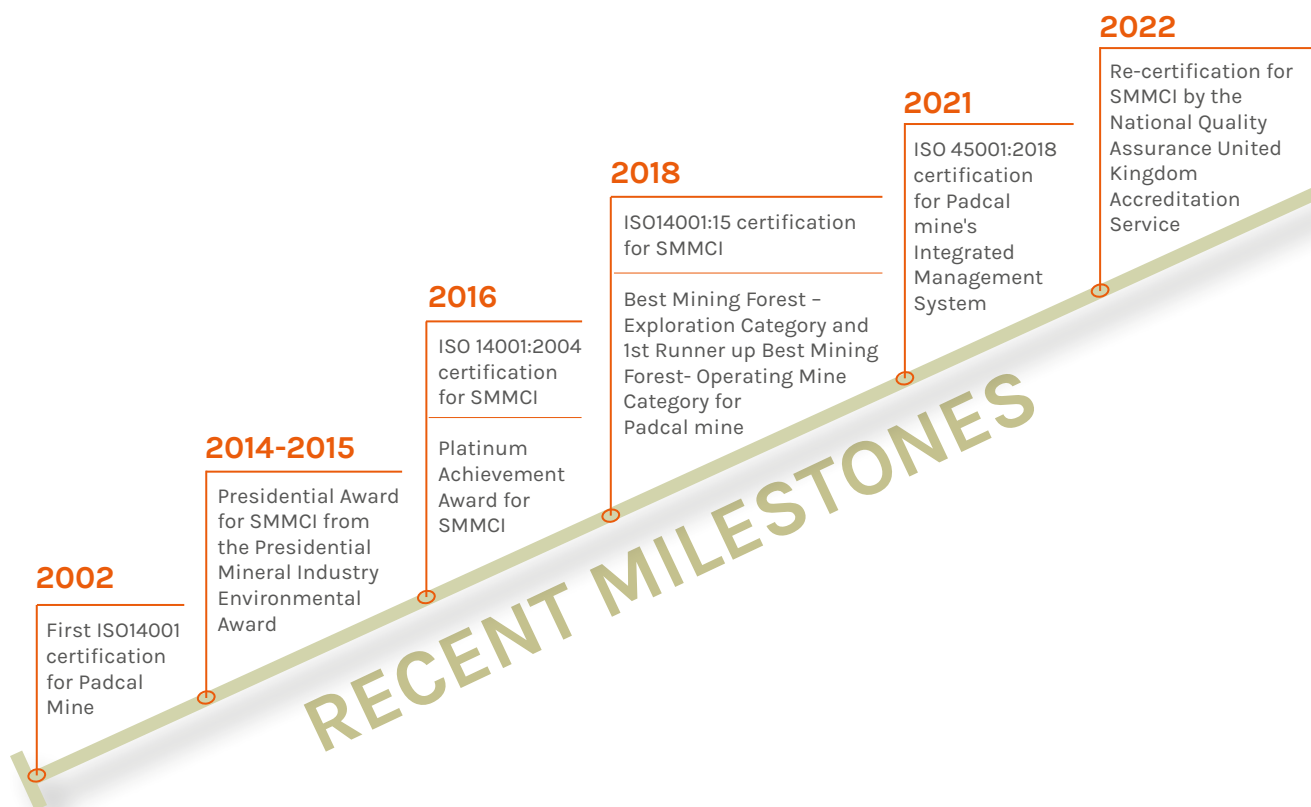 2002
First ISO14001
certification
for Padcal
Mine
2014-2015
Presidential Award
for SMMCI from
the Presidential
Mineral Industry
Environmental
Award
2016
ISO 14001:2004
certification
for SMMCI
Platinum
Achievement
Award for
SMMCI
2018
ISO14001:15 certification
for SMMCI
Best Mining Forest –
Exploration Category and
1st Runner up Best Mining
Forest- Operating Mine
Category for
Padcal mine
2021
ISO 45001:2018
certification
for Padcal
mine's
Integrated
Management
System
2022
Re-certification for
SMMCI by the
National Quality
Assurance United
Kingdom
Accreditation
Service
RECENT MILESTONES